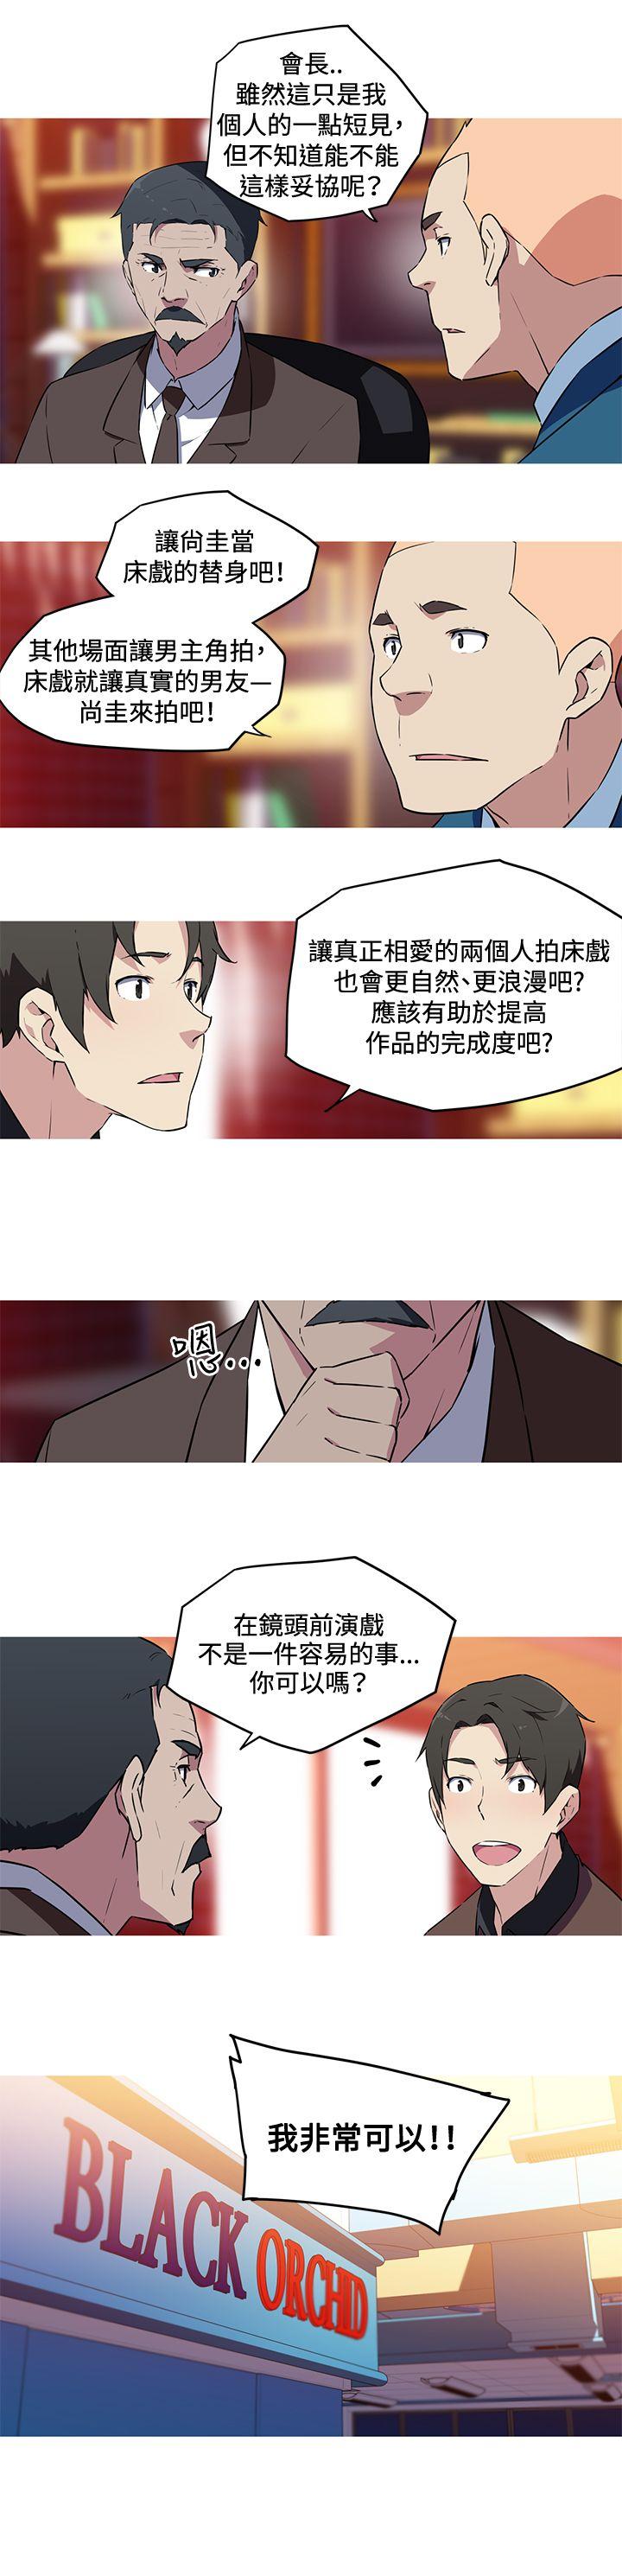 會長..
雖然這只是我
個人的一點短見，
但不知道能不能
這樣妥協呢？
讓尚圭當
床戲的替身吧！
其他場面讓男主角拍，
床戲就讓真實的男友—
尚圭來拍吧！
讓真正相愛的兩個人拍床戲
也會更自然、更浪漫吧?
應該有助於提高
作品的完成度吧?
嗯...
在鏡頭前演戲
不是一件容易的事...
你可以嗎？
我非常可以！！
BLACK ORCHID